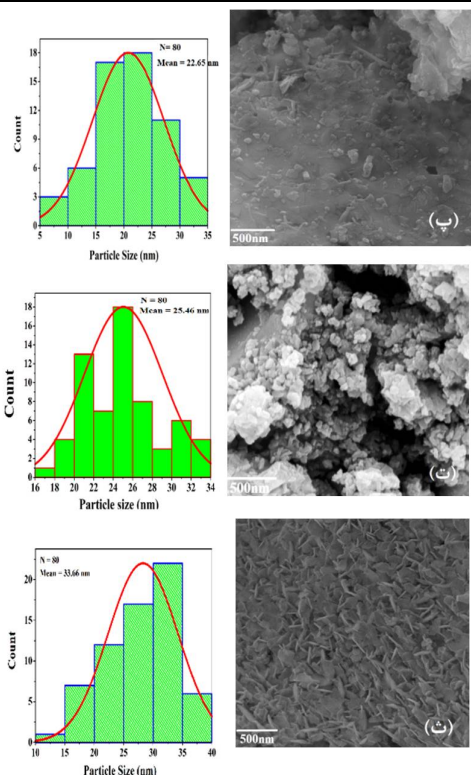 18
15
12
9
6
3
0
Count
N= 80
Mean = 22.65 nm
5 10 15 20 25 30 35
Particle Size (nm)
500nm
(پ)
18
16
14
12
10
8
6
4
2
0
Count
N = 80
Mean = 25.46 nm
16 18 20 22 24 26 28 30 32 34
Particle size (nm)
500nm
(ت)
20
15
10
5
0
Count
N = 80
Mean = 33.66 nm
10 15 20 25 30 35 40
Particle Size (nm)
500nm
(ث)